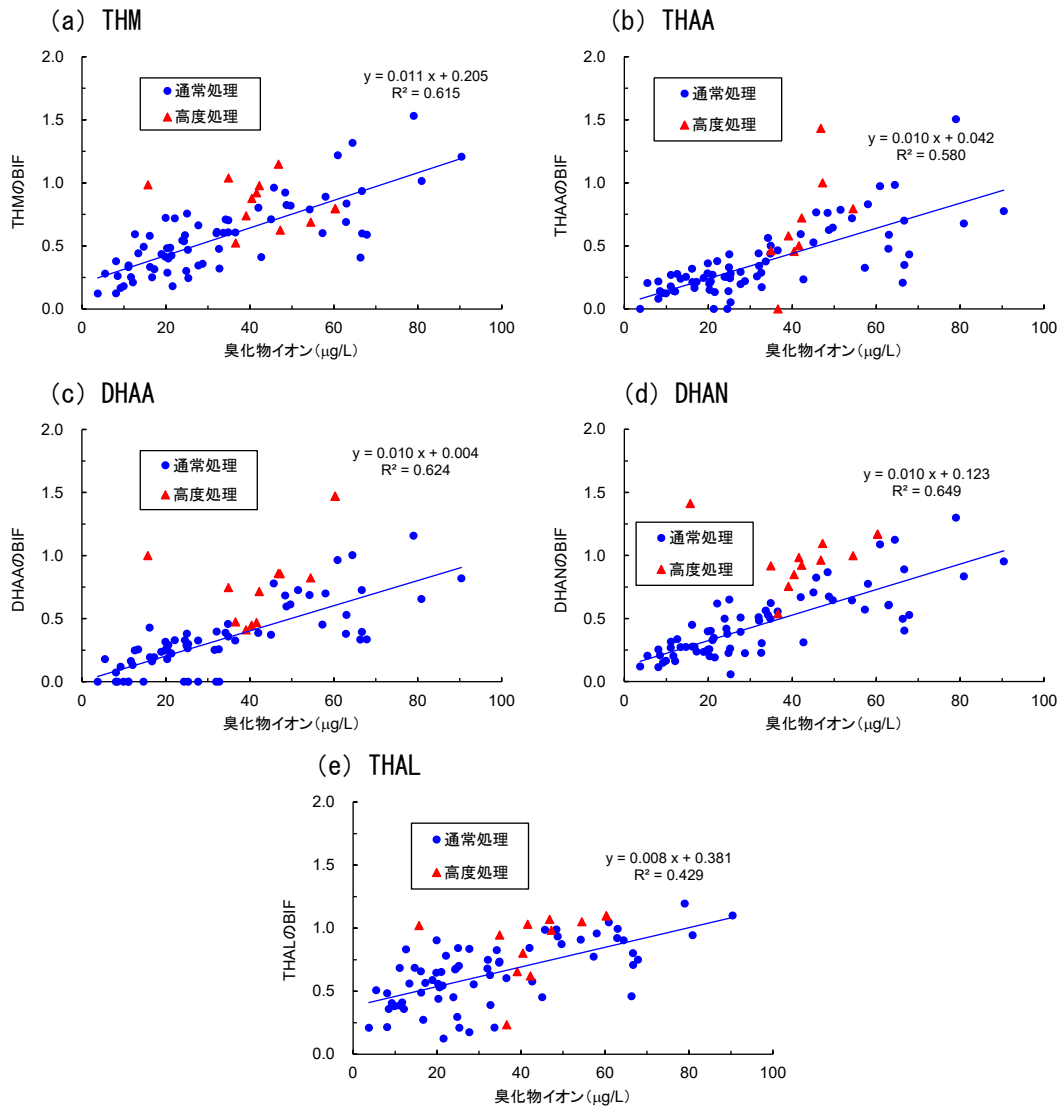 (a) THM
THMのBIF
2.0
1.5
1.0
0.5
0.0
通常処理
高度処理
y = 0.011 x + 0.205
R² = 0.615
0 20 40 60 80 100
臭化物イオン(μg/L)
(b) THAA
THAAのBIF
2.0
1.5
1.0
0.5
0.0
通常処理
高度処理
y = 0.010 x + 0.042
R² = 0.580
0 20 40 60 80 100
臭化物イオン(μg/L)
(c) DHAA
DHAAのBIF
2.0
1.5
1.0
0.5
0.0
通常処理
高度処理
y = 0.010 x + 0.004
R² = 0.624
0 20 40 60 80 100
臭化物イオン(μg/L)
(d) DHAN
DHANのBIF
2.0
1.5
1.0
0.5
0.0
通常処理
高度処理
y = 0.010 x + 0.123
R² = 0.649
0 20 40 60 80 100
臭化物イオン(μg/L)
(e) THAL
THALのBIF
2.0
1.5
1.0
0.5
0.0
通常処理
高度処理
y = 0.008 x + 0.381
R² = 0.429
0 20 40 60 80 100
臭化物イオン(μg/L)